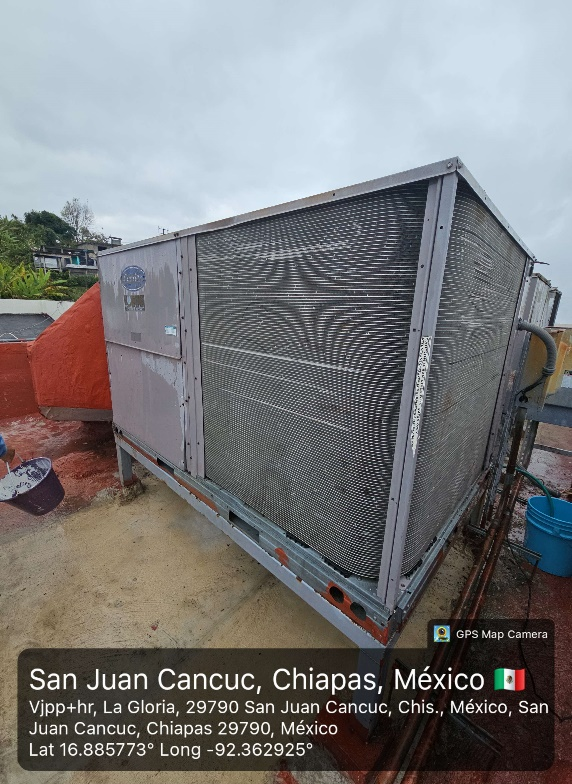 GPS Map Camera
San Juan Cancuc, Chiapas, México
Vjpp+hr, La Gloria, 29790 San Juan Cancuc, Chis., México, San
Juan Cancuc, Chiapas 29790, México
Lat 16.885773° Long -92.362925°